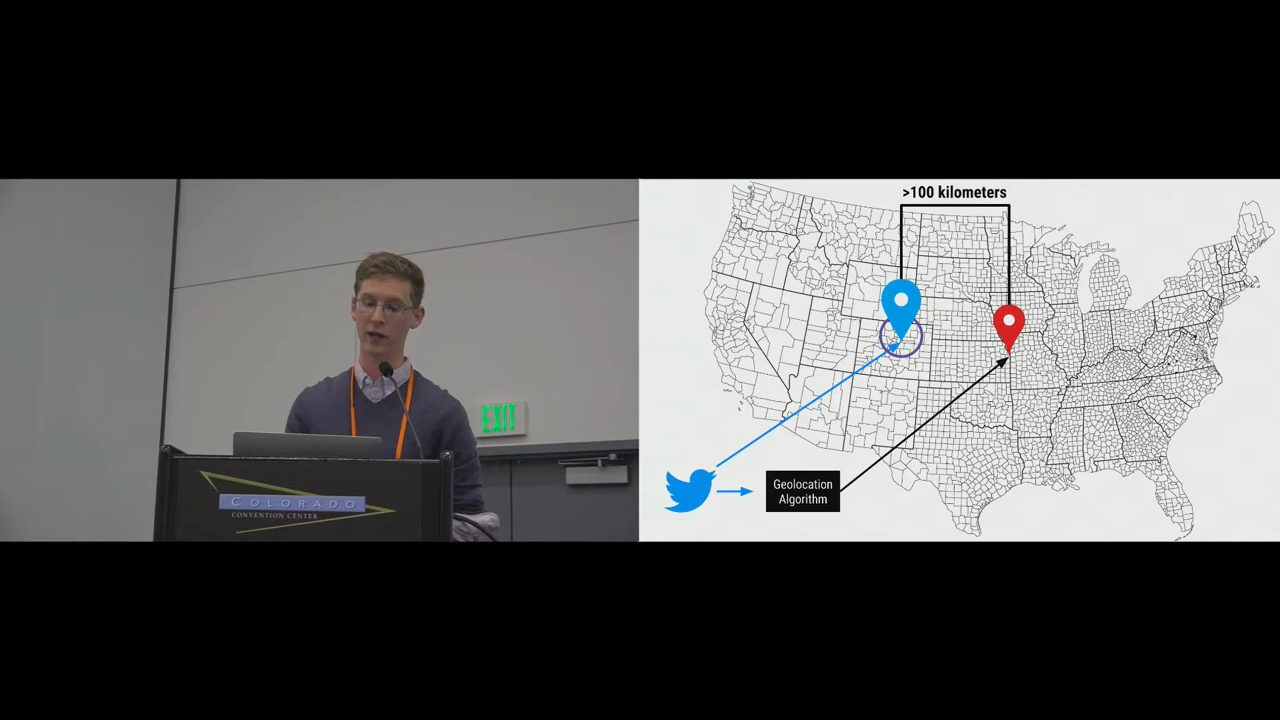 EXIT
COLORADO
CONVENTION CENTER
>100 kilometers
Geolocation
Algorithm